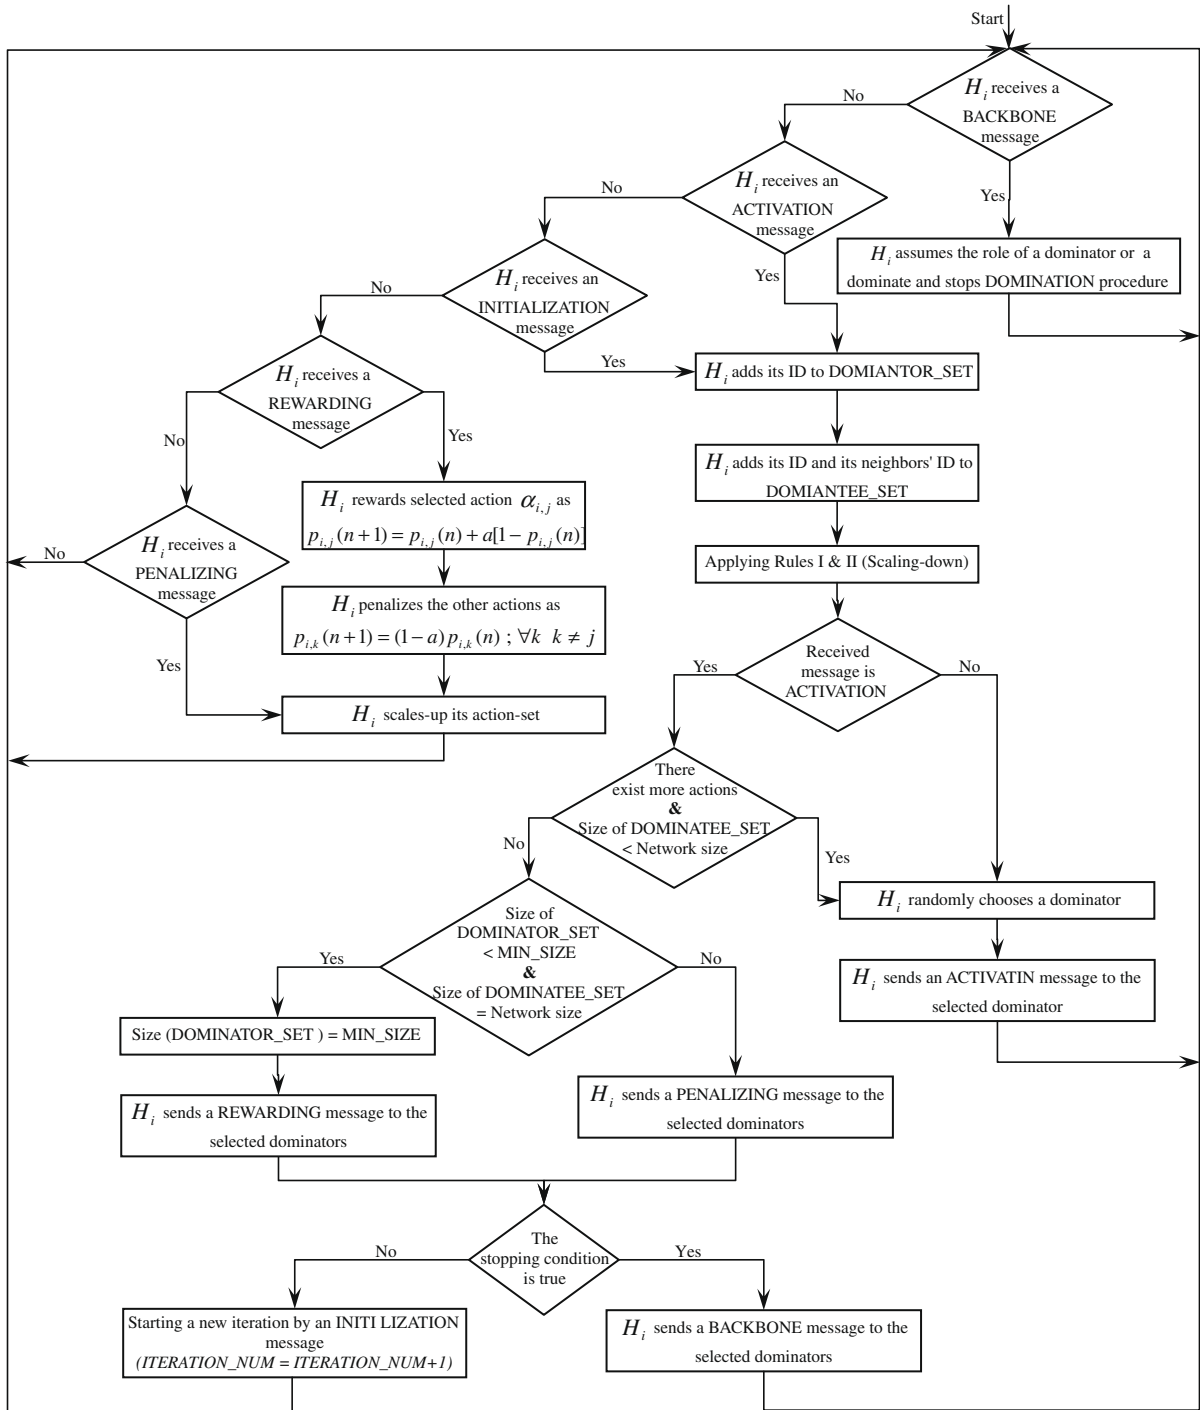 Start
H_i receives a
BACKBONE
message
No
Yes
H_i receives an
ACTIVATION
message
No
Yes
H_i assumes the role of a dominator or a
dominate and stops DOMINATION procedure
H_i receives an
INITIALIZATION
message
No
Yes
H_i adds its ID to DOMIANTOR_SET
H_i receives a
REWARDING
message
No
Yes
H_i adds its ID and its neighbors' ID to
DOMIANTEE_SET
H_i rewards selected action α_{i,j} as
p_{i,j}(n+1) = p_{i,j}(n) + a[1 − p_{i,j}(n)]
H_i receives a
PENALIZING
message
No
Yes
Applying Rules I & II (Scaling-down)
H_i penalizes the other actions as
p_{i,k}(n+1) = (1−a) p_{i,k}(n) ; ∀k k ≠ j
Received
message is
ACTIVATION
Yes
No
H_i scales-up its action-set
There
exist more actions
&
Size of DOMINATEE_SET
< Network size
No
Yes
H_i randomly chooses a dominator
Size of
DOMINATOR_SET
< MIN_SIZE
&
Size of DOMINATEE_SET
= Network size
Yes
No
H_i sends an ACTIVATIN message to the
selected dominator
Size (DOMINATOR_SET ) = MIN_SIZE
H_i sends a REWARDING message to the
selected dominators
H_i sends a PENALIZING message to the
selected dominators
The
stopping condition
is true
No
Yes
Starting a new iteration by an INITI LIZATION
message
(ITERATION_NUM = ITERATION_NUM+1)
H_i sends a BACKBONE message to the
selected dominators